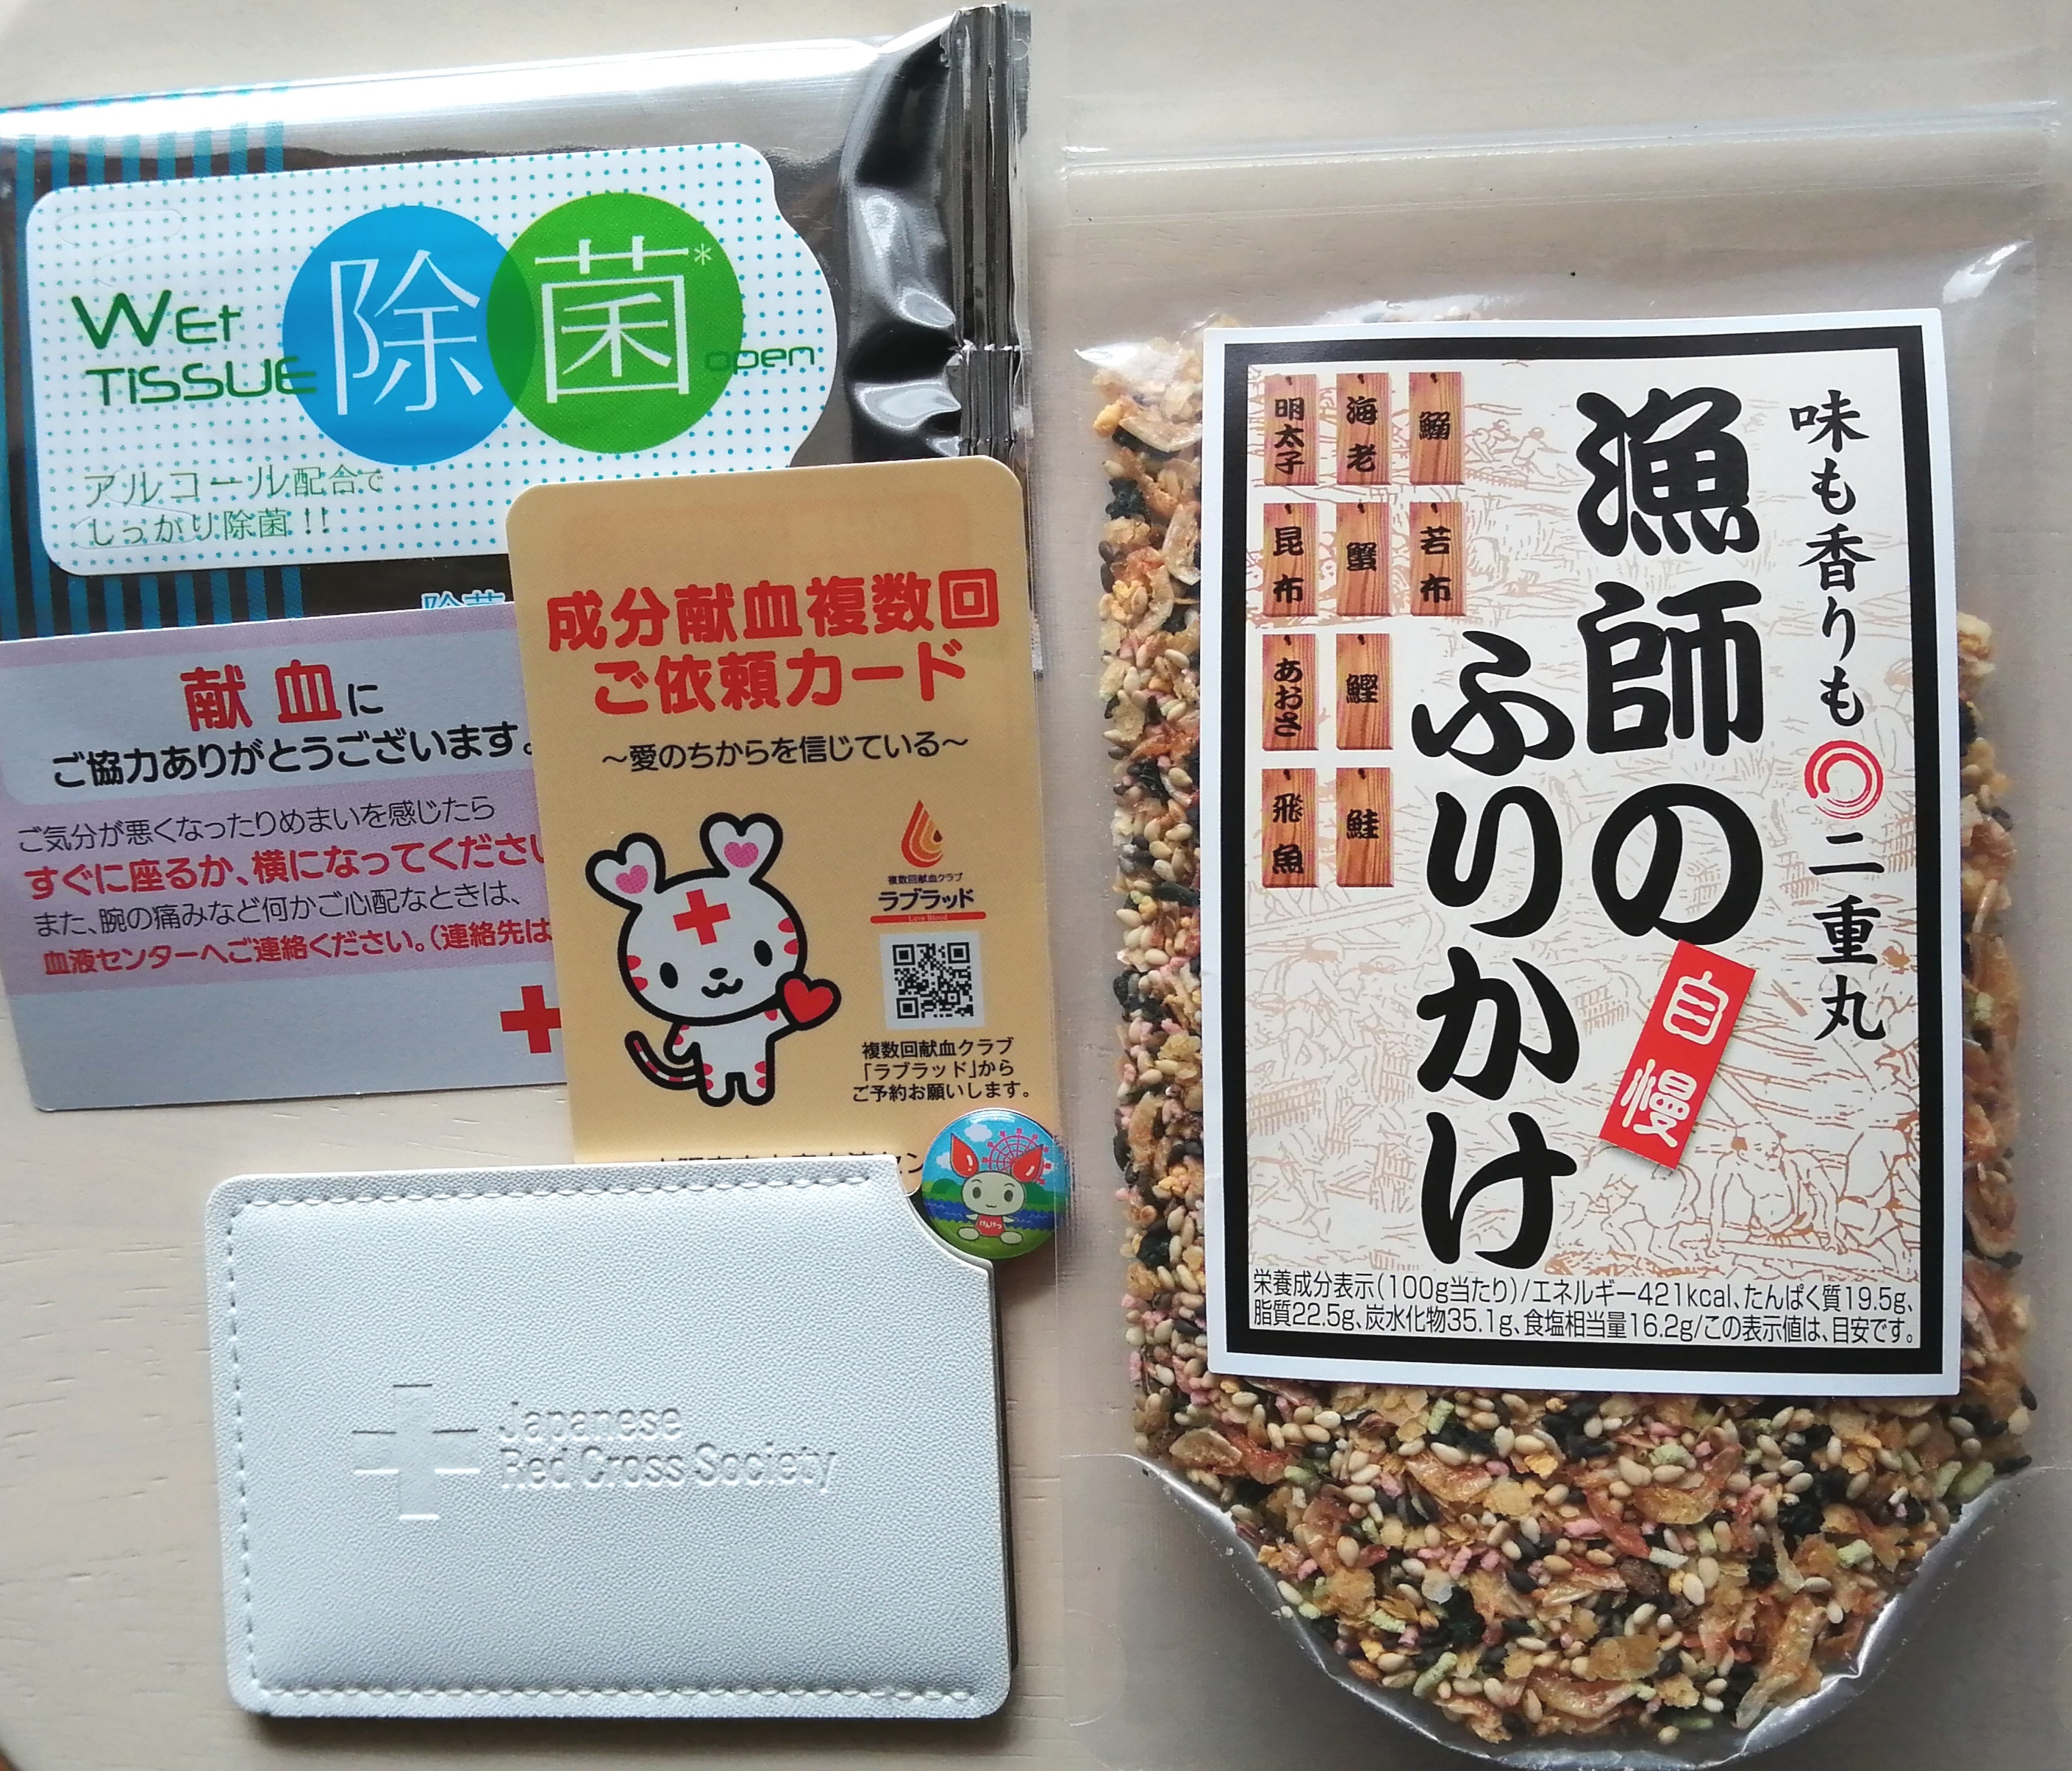 WEt
TISSUE
除菌*
open
アルコール配合で
しっかり除菌!!
除菌
献血に
ご協力ありがとうございます。
ご気分が悪くなったりめまいを感じたら
すぐに座るか、横になってください
また、腕の痛みなど何かご心配なときは、
血液センターへご連絡ください。(連絡先は
成分献血複数回
ご依頼カード
〜愛のちからを信じている〜
複数回献血クラブ
ラブラッド
Love Blood
複数回献血クラブ
「ラブラッド」から
ご予約お願いします。
けんけつ
Japanese
Red Cross Society
味も香りも二重丸
漁師の
ふりかけ
自慢
鰯
海老
明太子
若布
蟹
昆布
鰹
あおさ
鮭
飛魚
栄養成分表示(100g当たり)/エネルギー421kcal、たんぱく質19.5g、
脂質22.5g、炭水化物35.1g、食塩相当量16.2g/この表示値は、目安です。